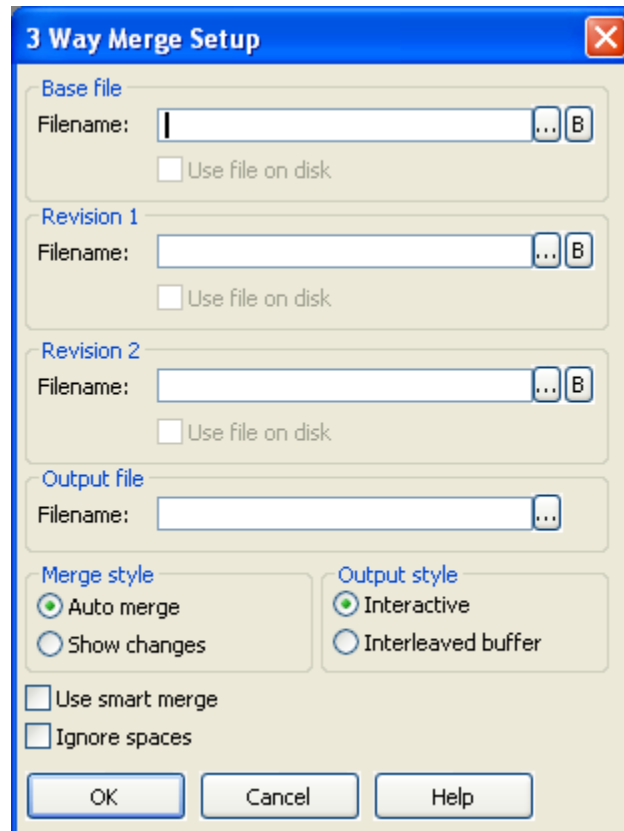 3 Way Merge Setup
Base file
Filename: ... B
Use file on disk
Revision 1
Filename: ... B
Use file on disk
Revision 2
Filename: ... B
Use file on disk
Output file
Filename: ...
Merge style
Auto merge
Show changes
Output style
Interactive
Interleaved buffer
Use smart merge
Ignore spaces
OK Cancel Help